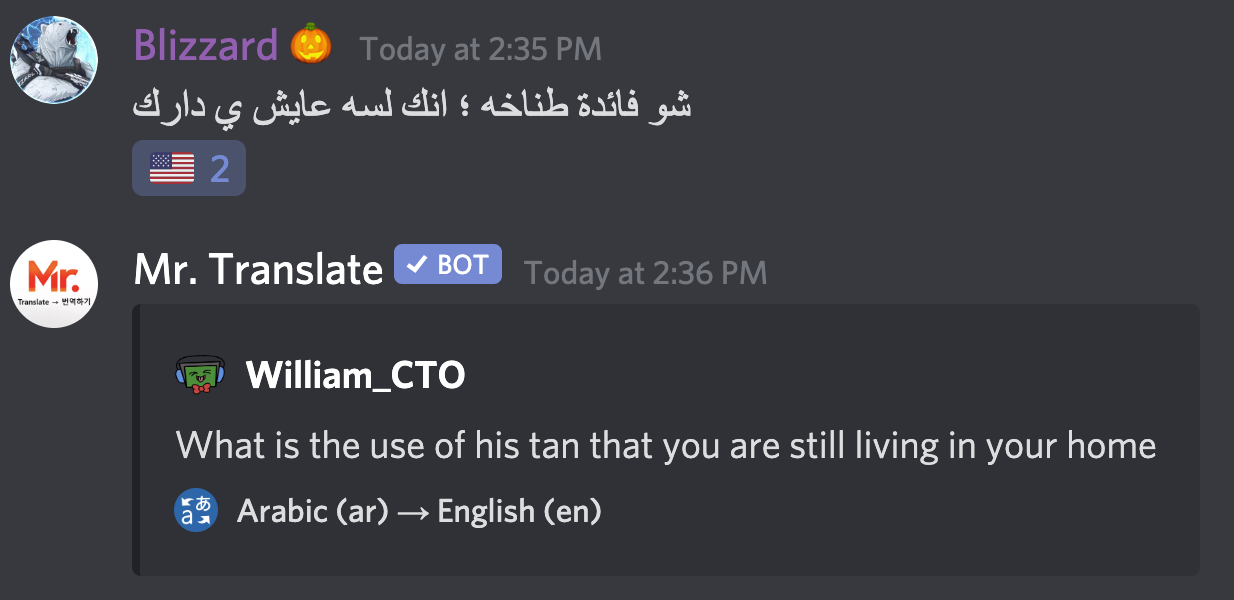 Blizzard 🎃 Today at 2:35 PM
شو فائدة طناخه ؛ انك لسه عايش ي دارك
🇺🇸 2
Mr.
Translate → 번역하기
Mr. Translate ✓ BOT Today at 2:36 PM
William_CTO
What is the use of his tan that you are still living in your home
a あ Arabic (ar) → English (en)